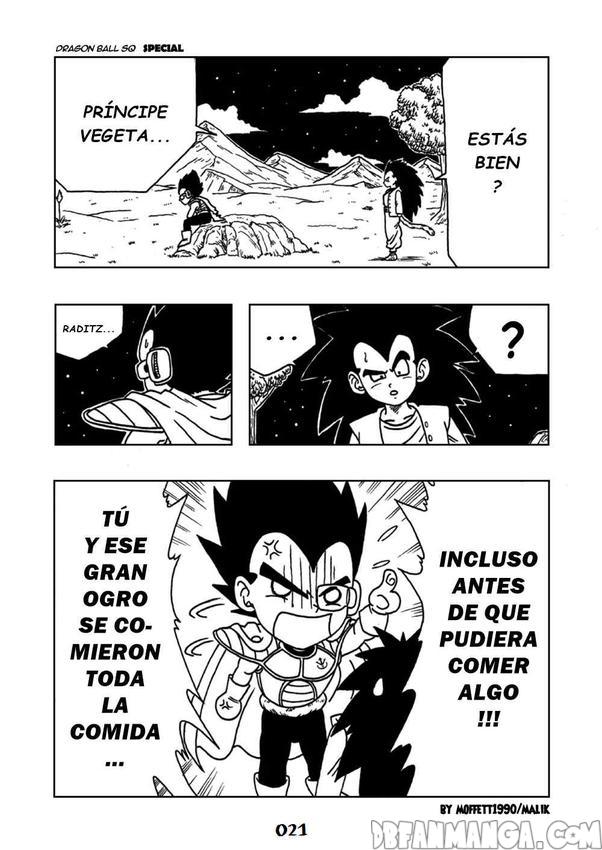 DRAGON BALL SQ SPECIAL
PRÍNCIPE
VEGETA...
ESTÁS
BIEN
?
RADITZ...
...
?
TÚ
Y ESE
GRAN
OGRO
SE CO-
MIERON
TODA
LA
COMIDA
...
INCLUSO
ANTES
DE QUE
PUDIERA
COMER
ALGO
!!!
BY MOFFETT1990/MALIK
021
DBFANMANGA.COM